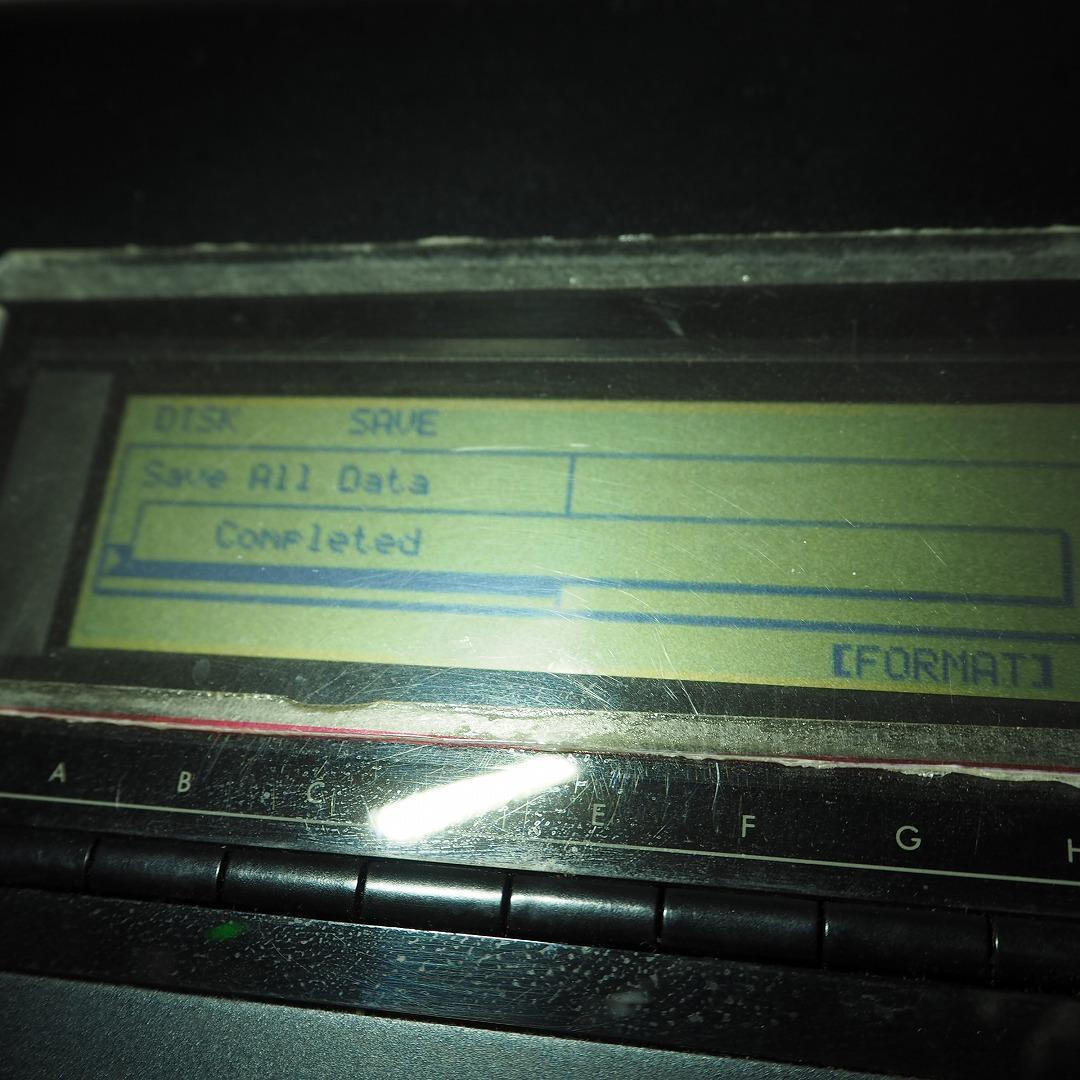 DISK SAVE
Save All Data
Completed
[FORMAT]
A B C E F G H